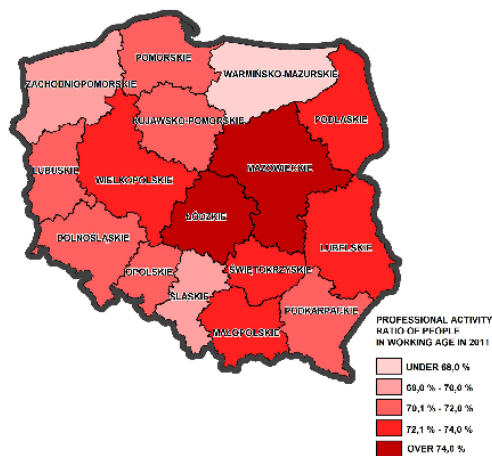 POMORSKIE
WARMIŃSKO-MAZURSKIE
ZACHODNIOPOMORSKIE
KUJAWSKO-POMORSKIE
PODLASKIE
MAZOWIECKIE
LUBUSKIE
WIELKOPOLSKIE
ŁÓDZKIE
DOLNOŚLĄSKIE
LUBELSKIE
OPOLSKIE
ŚWIĘTOKRZYSKIE
ŚLĄSKIE
PODKARPACKIE
MAŁOPOLSKIE
PROFESSIONAL ACTIVITY
RATIO OF PEOPLE
IN WORKING AGE IN 2011
UNDER 68,0 %
68,0 % - 70,0 %
70,1 % - 72,0 %
72,1 % - 74,0 %
OVER 74,0 %